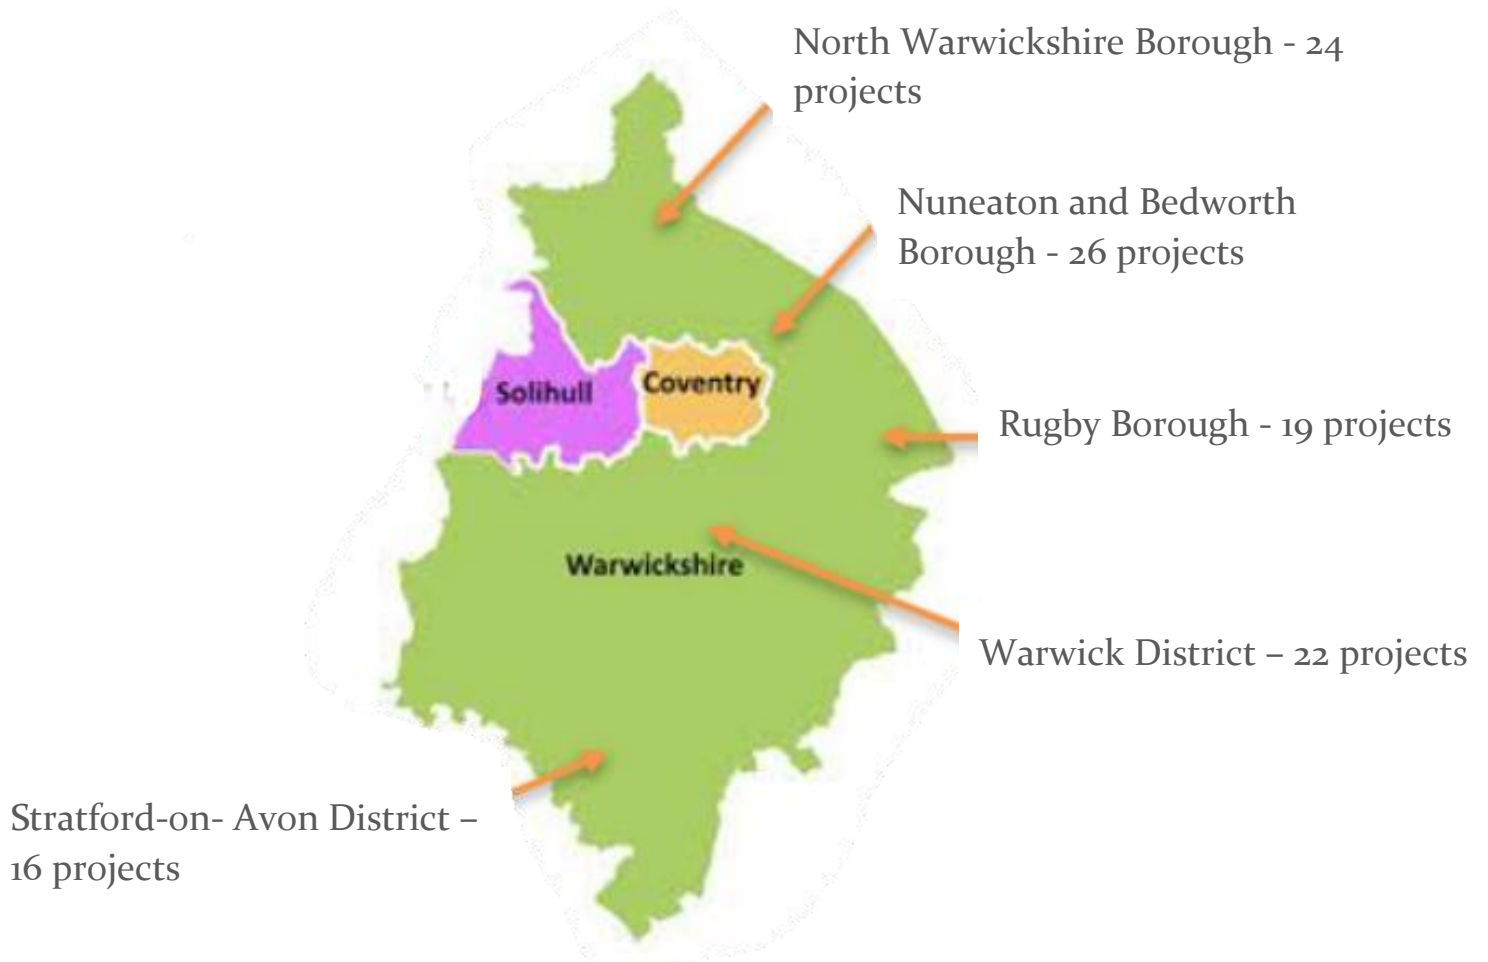 North Warwickshire Borough - 24
projects
Nuneaton and Bedworth
Borough - 26 projects
Solihull
Coventry
Rugby Borough - 19 projects
Warwickshire
Warwick District – 22 projects
Stratford-on- Avon District –
16 projects